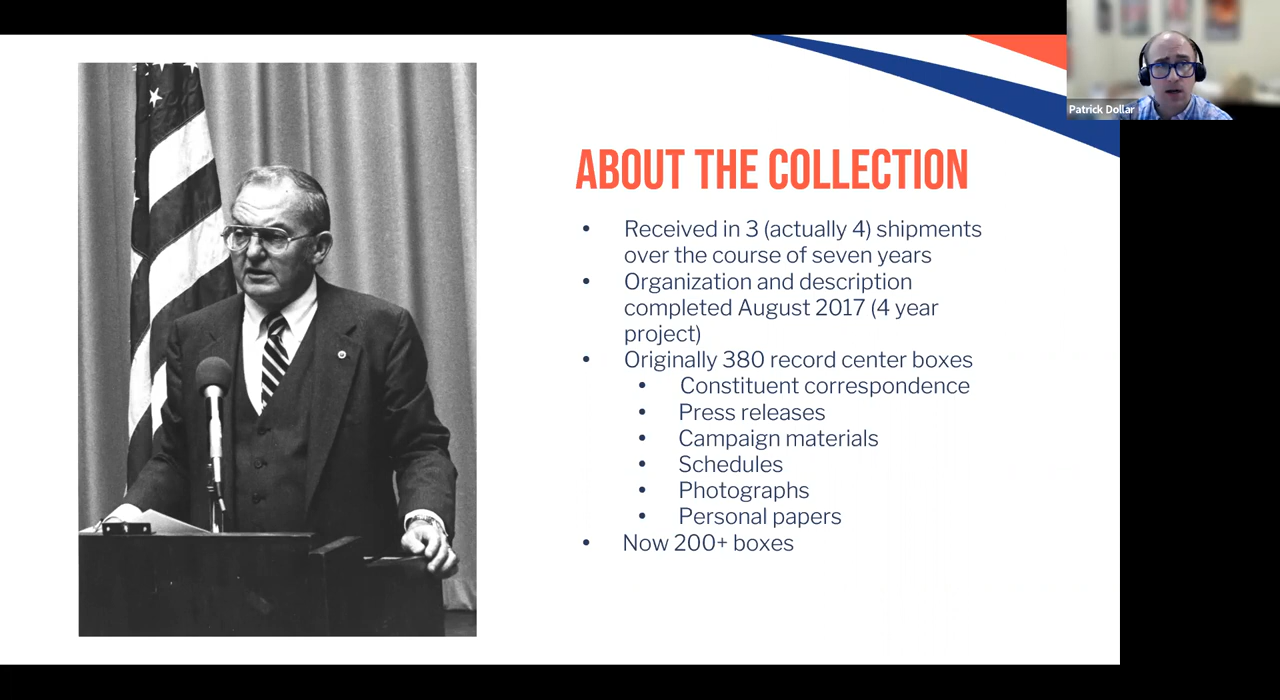 Patrick Dollar
ABOUT THE COLLECTION
• Received in 3 (actually 4) shipments
over the course of seven years
• Organization and description
completed August 2017 (4 year
project)
• Originally 380 record center boxes
• Constituent correspondence
• Press releases
• Campaign materials
• Schedules
• Photographs
• Personal papers
• Now 200+ boxes